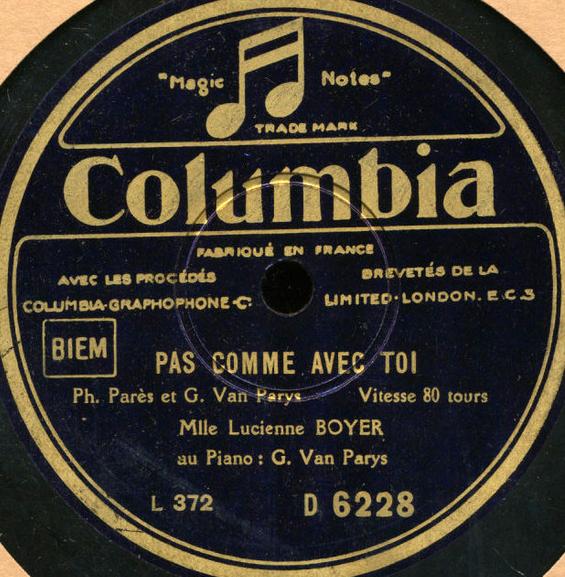 "Magic Notes"
TRADE MARK
Columbia
FABRIQUÉ EN FRANCE
AVEC LES PROCÉDÉS BREVETÉS DE LA
COLUMBIA·GRAPHOPHONE·Cº LIMITED·LONDON. E.C.3
BIEM
PAS COMME AVEC TOI
Ph. Parès et G. Van Parys Vitesse 80 tours
Mlle Lucienne BOYER
au Piano : G. Van Parys
L 372 D 6228